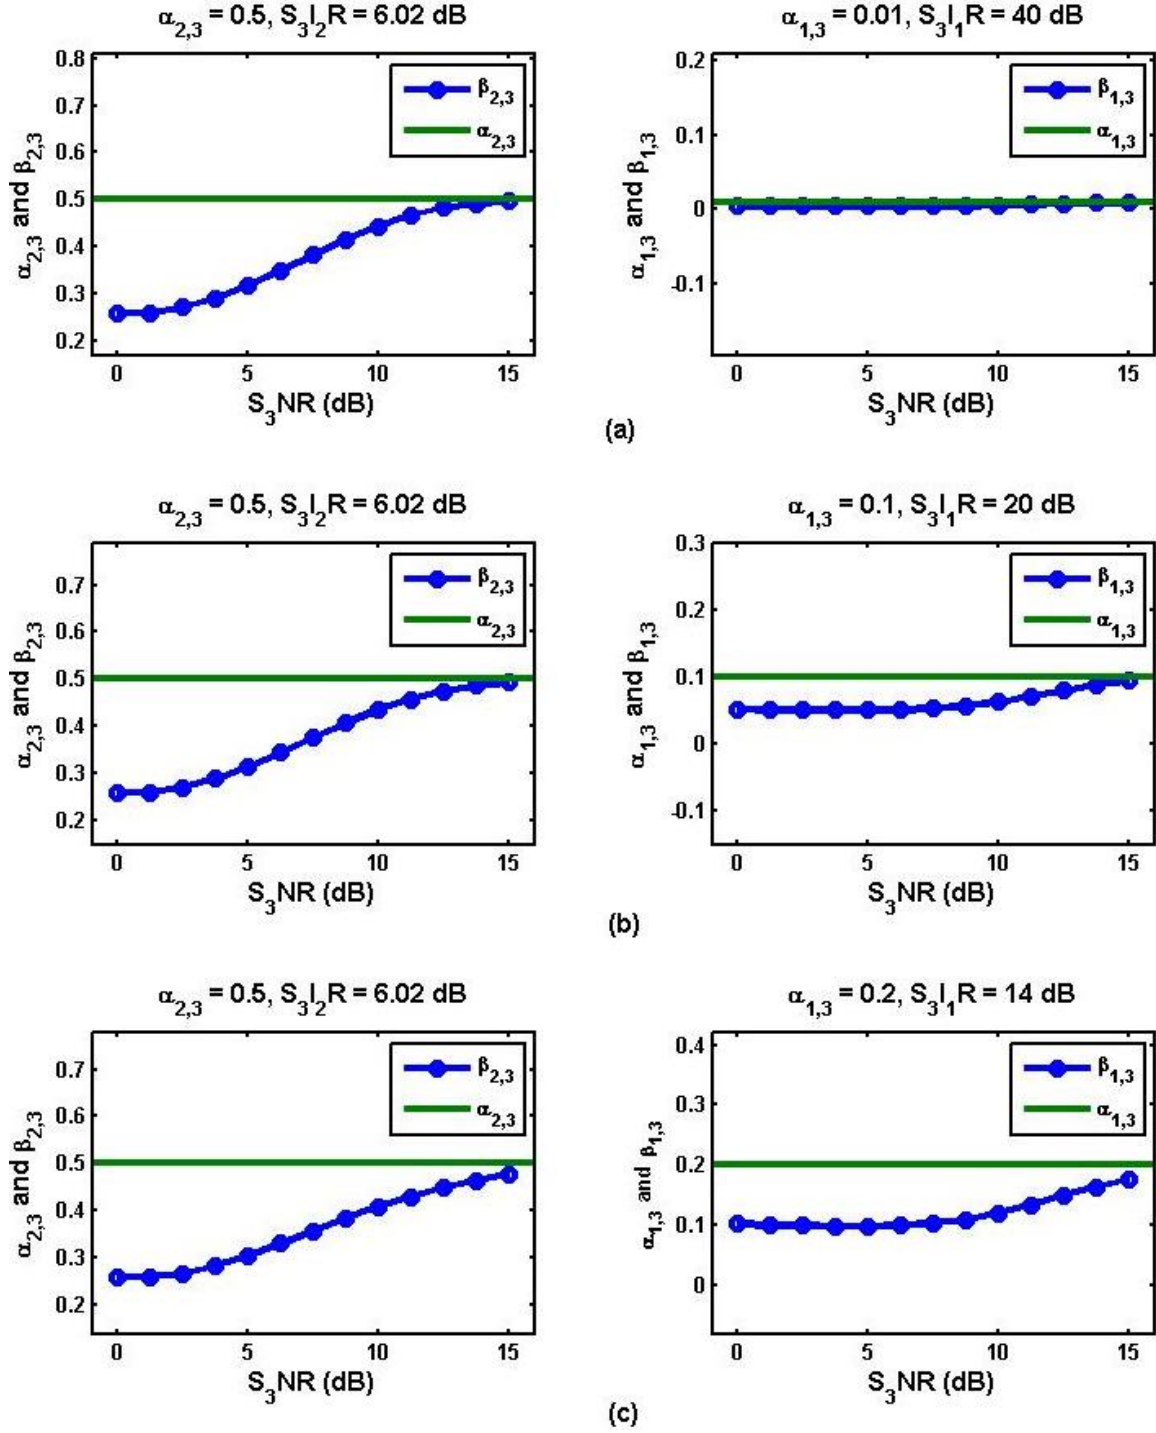 α2,3 = 0.5, S3I2R = 6.02 dB
α2,3 and β2,3
0.8
0.7
0.6
0.5
0.4
0.3
0.2
β2,3
α2,3
0 5 10 15
S3NR (dB)
α1,3 = 0.01, S3I1R = 40 dB
α1,3 and β1,3
0.2
0.1
0
-0.1
β1,3
α1,3
0 5 10 15
S3NR (dB)
(a)
α2,3 = 0.5, S3I2R = 6.02 dB
α2,3 and β2,3
0.7
0.6
0.5
0.4
0.3
0.2
β2,3
α2,3
0 5 10 15
S3NR (dB)
α1,3 = 0.1, S3I1R = 20 dB
α1,3 and β1,3
0.3
0.2
0.1
0
-0.1
β1,3
α1,3
0 5 10 15
S3NR (dB)
(b)
α2,3 = 0.5, S3I2R = 6.02 dB
α2,3 and β2,3
0.7
0.6
0.5
0.4
0.3
0.2
β2,3
α2,3
0 5 10 15
S3NR (dB)
α1,3 = 0.2, S3I1R = 14 dB
α1,3 and β1,3
0.4
0.3
0.2
0.1
0
β1,3
α1,3
0 5 10 15
S3NR (dB)
(c)